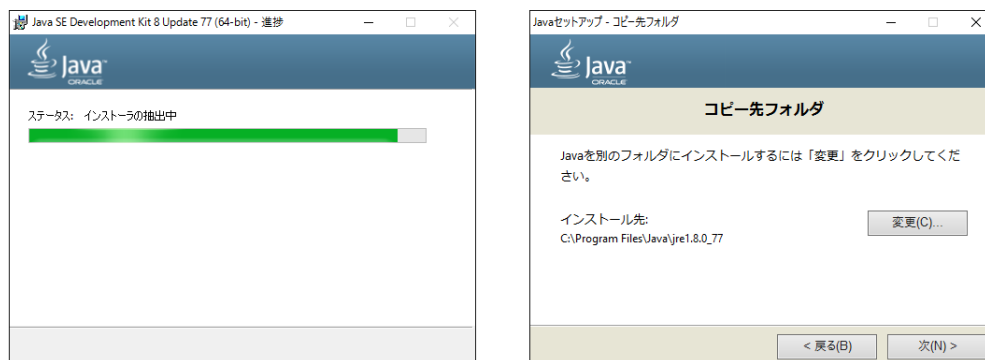 Java SE Development Kit 8 Update 77 (64-bit) - 進捗
Java
ORACLE
ステータス: インストーラの抽出中
Javaセットアップ - コピー先フォルダ
Java
ORACLE
コピー先フォルダ
Javaを別のフォルダにインストールするには「変更」をクリックしてくだ
さい。
インストール先:
変更(C)...
C:\Program Files\Java\jre1.8.0_77
< 戻る(B)
次(N) >